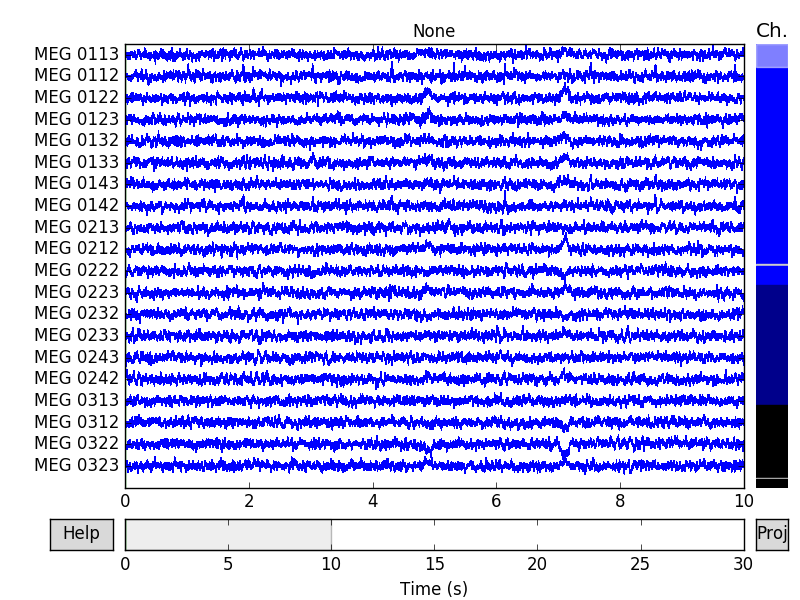 None
Ch.
MEG 0113
MEG 0112
MEG 0122
MEG 0123
MEG 0132
MEG 0133
MEG 0143
MEG 0142
MEG 0213
MEG 0212
MEG 0222
MEG 0223
MEG 0232
MEG 0233
MEG 0243
MEG 0242
MEG 0313
MEG 0312
MEG 0322
MEG 0323
0 2 4 6 8 10
Help
Proj
0 5 10 15 20 25 30
Time (s)